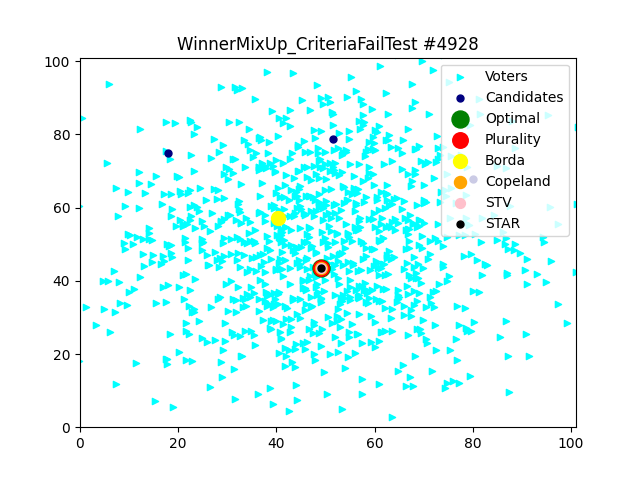 WinnerMixUp_CriteriaFailTest #4928
Voters
Candidates
Optimal
Plurality
Borda
Copeland
STV
STAR
100
80
60
40
20
0
0 20 40 60 80 100